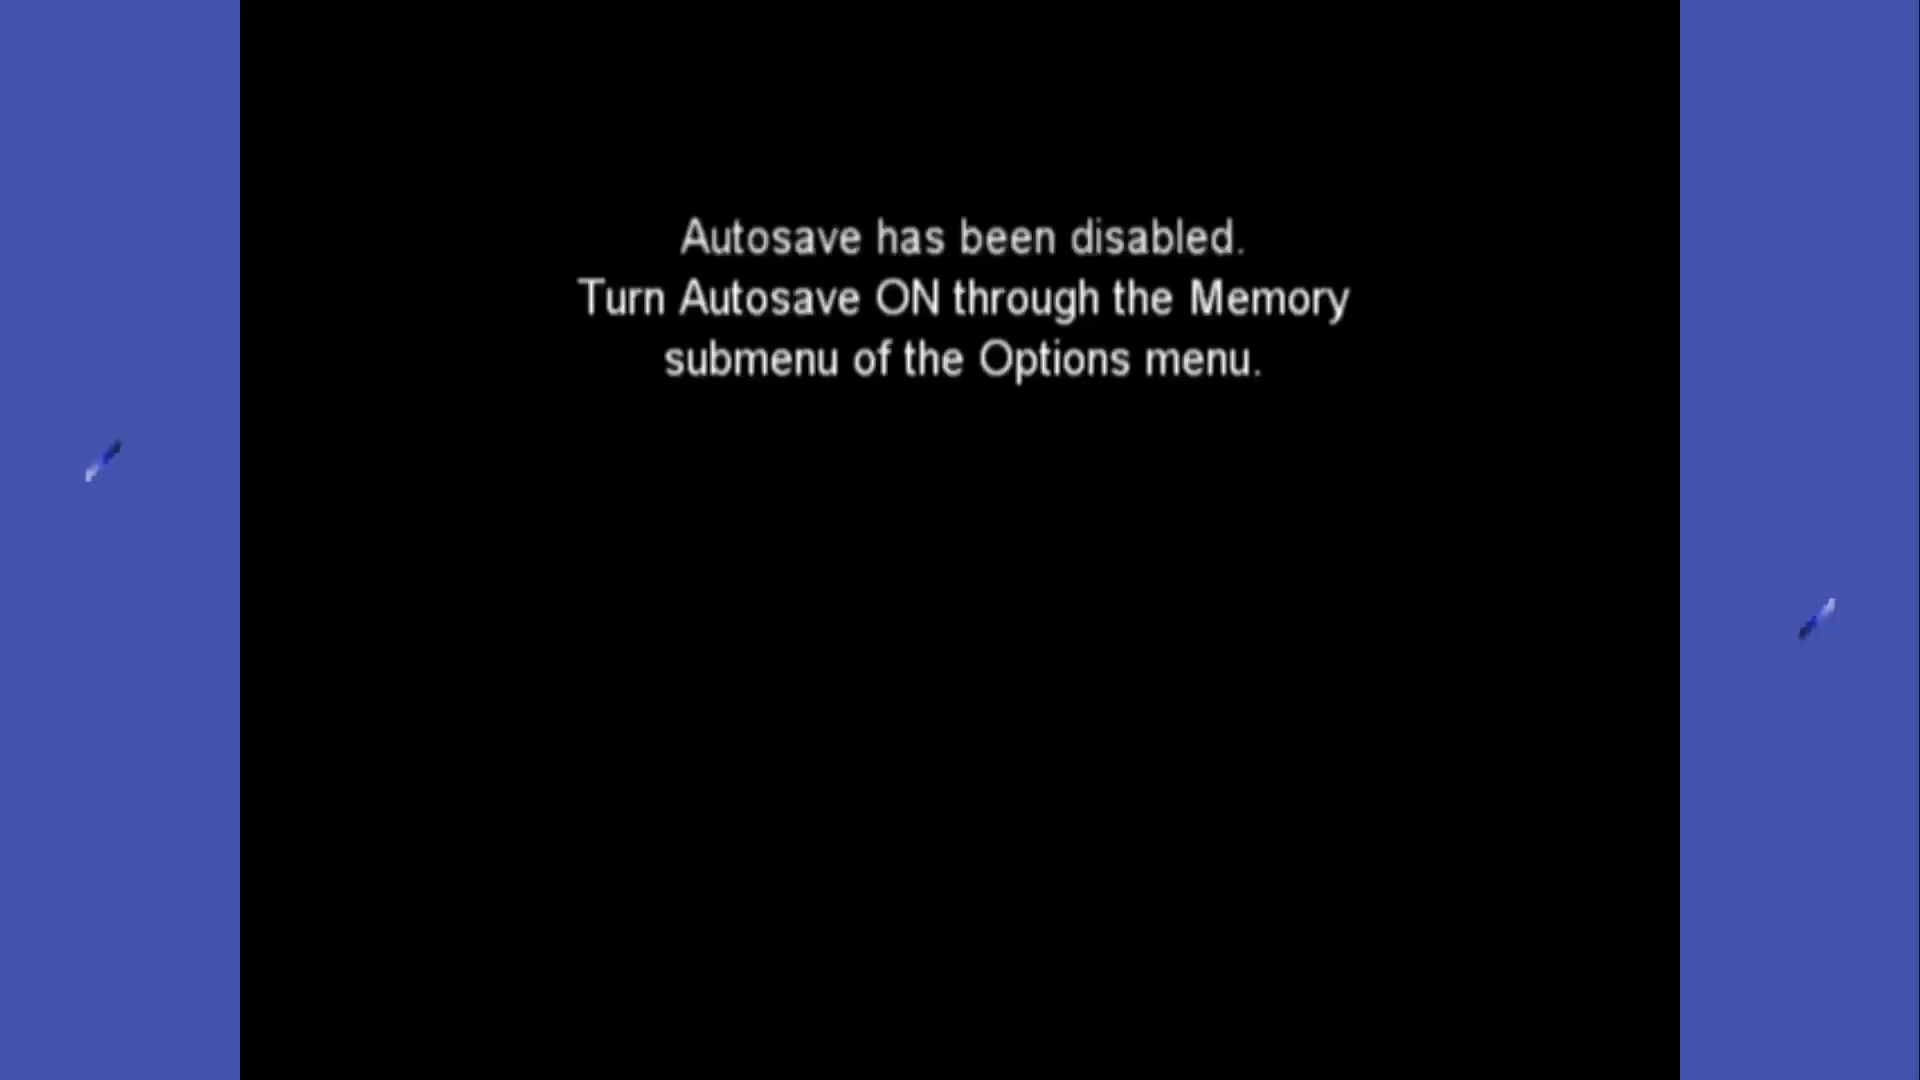 Autosave has been disabled.
Turn Autosave ON through the Memory
submenu of the Options menu.